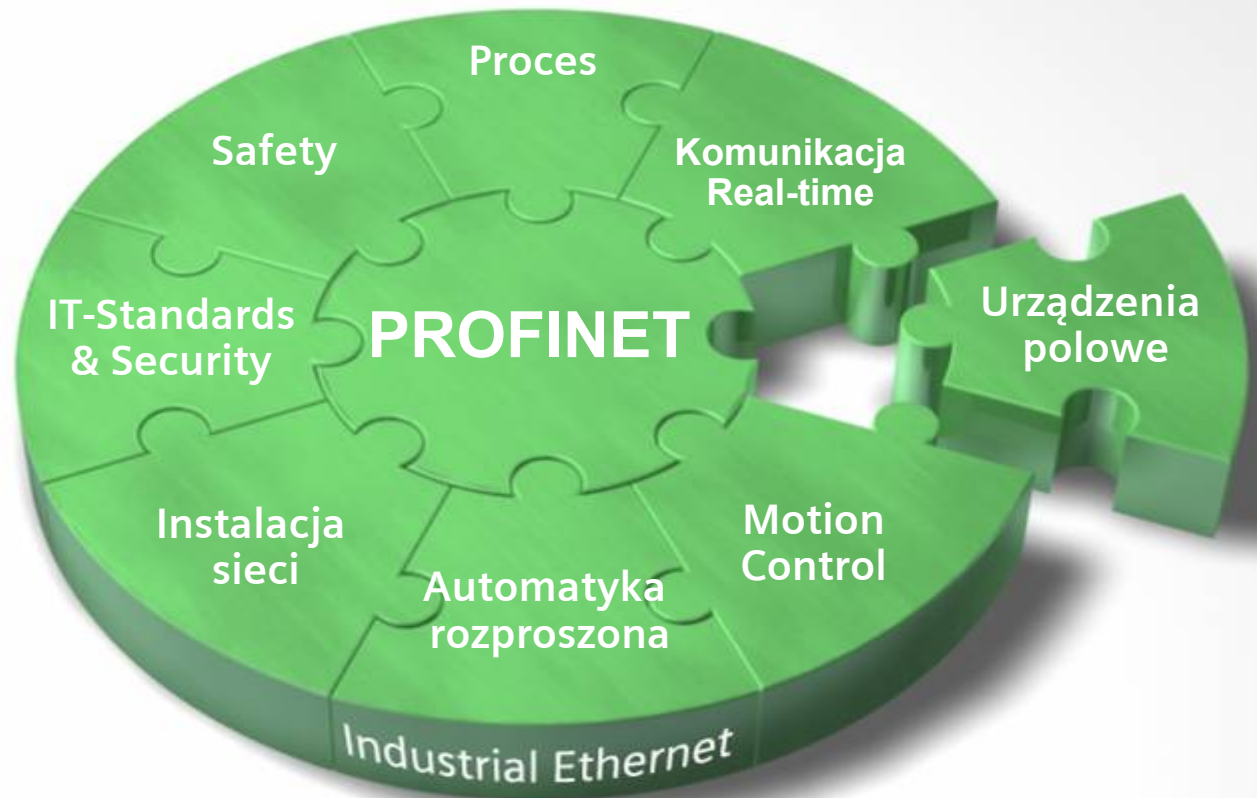 Proces
Safety
Komunikacja
Real-time
IT-Standards
& Security
PROFINET
Urządzenia
polowe
Instalacja
sieci
Motion
Control
Automatyka
rozproszona
Industrial Ethernet